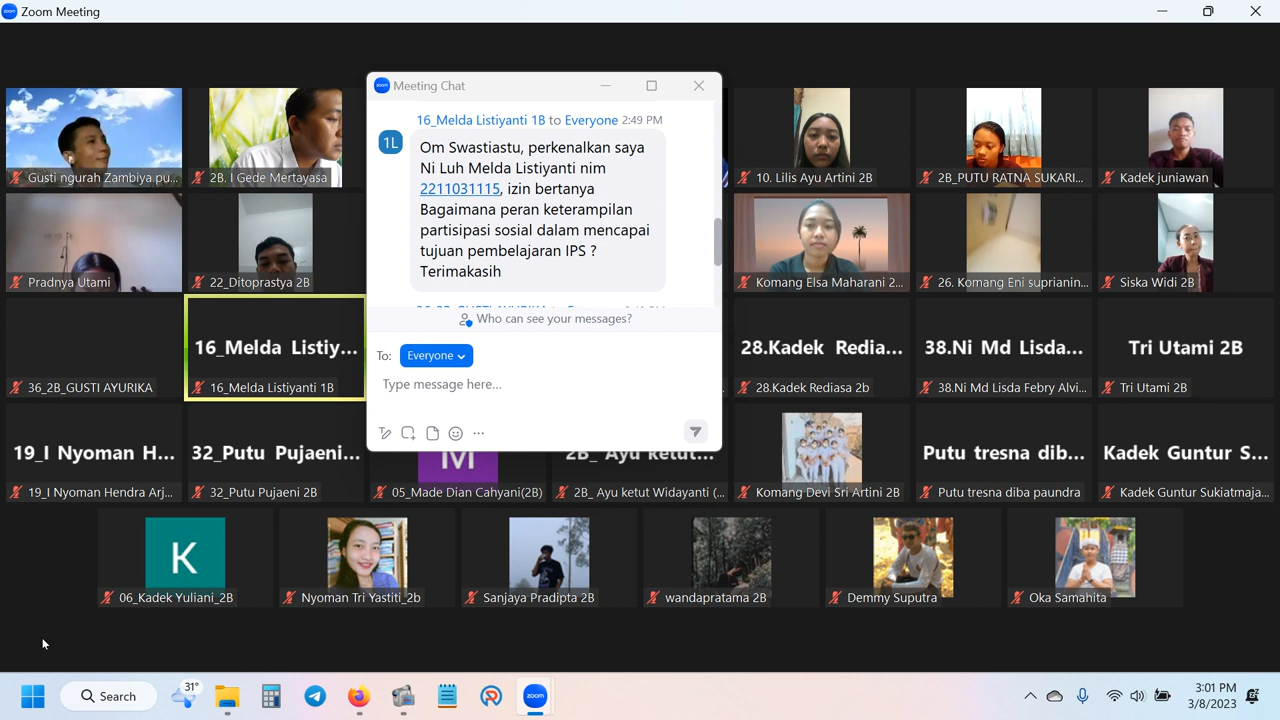 Zoom Meeting
Meeting Chat
16_Melda Listiyanti 1B to Everyone 2:49 PM
1L
Om Swastiastu, perkenalkan saya
Ni Luh Melda Listiyanti nim
2211031115, izin bertanya
Bagaimana peran keterampilan
partisipasi sosial dalam mencapai
tujuan pembelajaran IPS ?
Terimakasih
Who can see your messages?
To: Everyone
Type message here...
Gusti ngurah Zambiya pu...
2B. I Gede Mertayasa
10. Lilis Ayu Artini 2B
2B_PUTU RATNA SUKARI...
Kadek juniawan
Pradnya Utami
22_Ditoprastya 2B
Komang Elsa Maharani 2...
26. Komang Eni suprianin...
Siska Widi 2B
16_Melda Listiy...
28.Kadek Redia...
38.Ni Md Lisda...
Tri Utami 2B
36_2B_GUSTI AYURIKA
16_Melda Listiyanti 1B
28.Kadek Rediasa 2b
38.Ni Md Lisda Febry Alvi...
Tri Utami 2B
19_I Nyoman H...
32_Putu Pujaeni...
M
2B_ Ayu ketut...
Putu tresna dib...
Kadek Guntur S...
19_I Nyoman Hendra Arj...
32_Putu Pujaeni 2B
05_Made Dian Cahyani(2B)
2B_ Ayu ketut Widayanti (...
Komang Devi Sri Artini 2B
Putu tresna diba paundra
Kadek Guntur Sukiatmaja...
K
06_Kadek Yuliani_2B
Nyoman Tri Yastiti_2b
Sanjaya Pradipta 2B
wandapratama 2B
Demmy Suputra
Oka Samahita
Search
31°
zoom
3:01 PM
3/8/2023